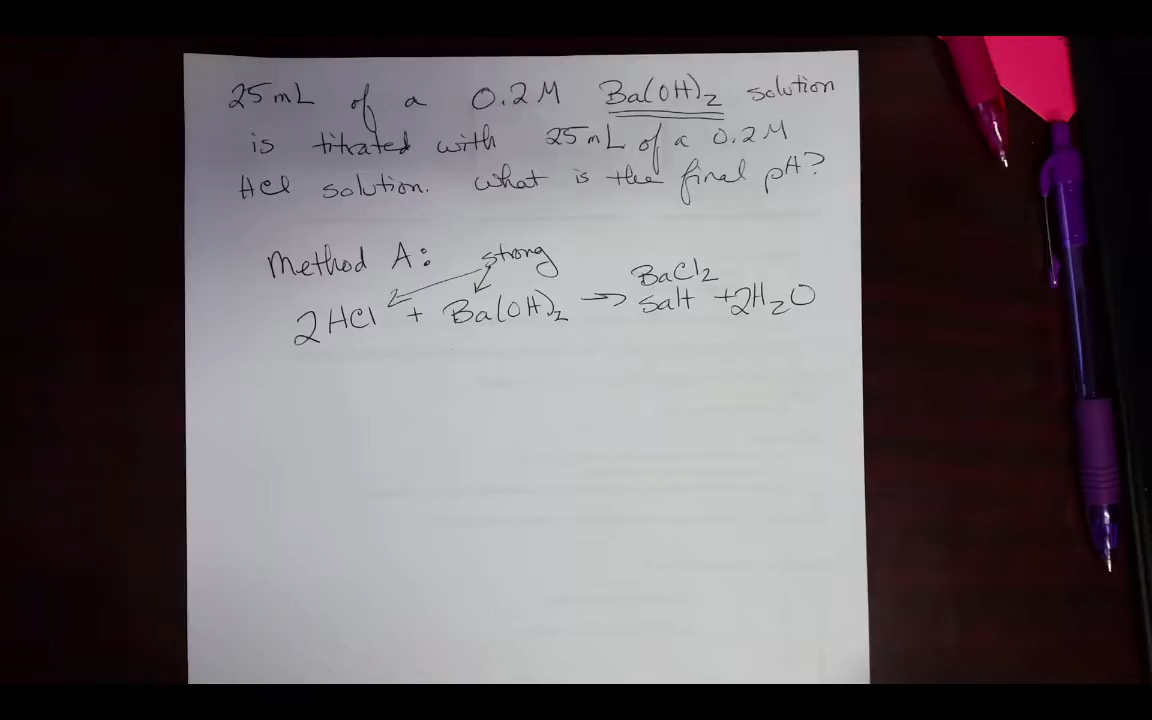 25 mL of a 0.2 M Ba(OH)₂ solution
is titrated with 25 mL of a 0.2 M
HCl solution. What is the final pH?
Method A: strong
BaCl₂
2HCl + Ba(OH)₂ → salt + 2H₂O